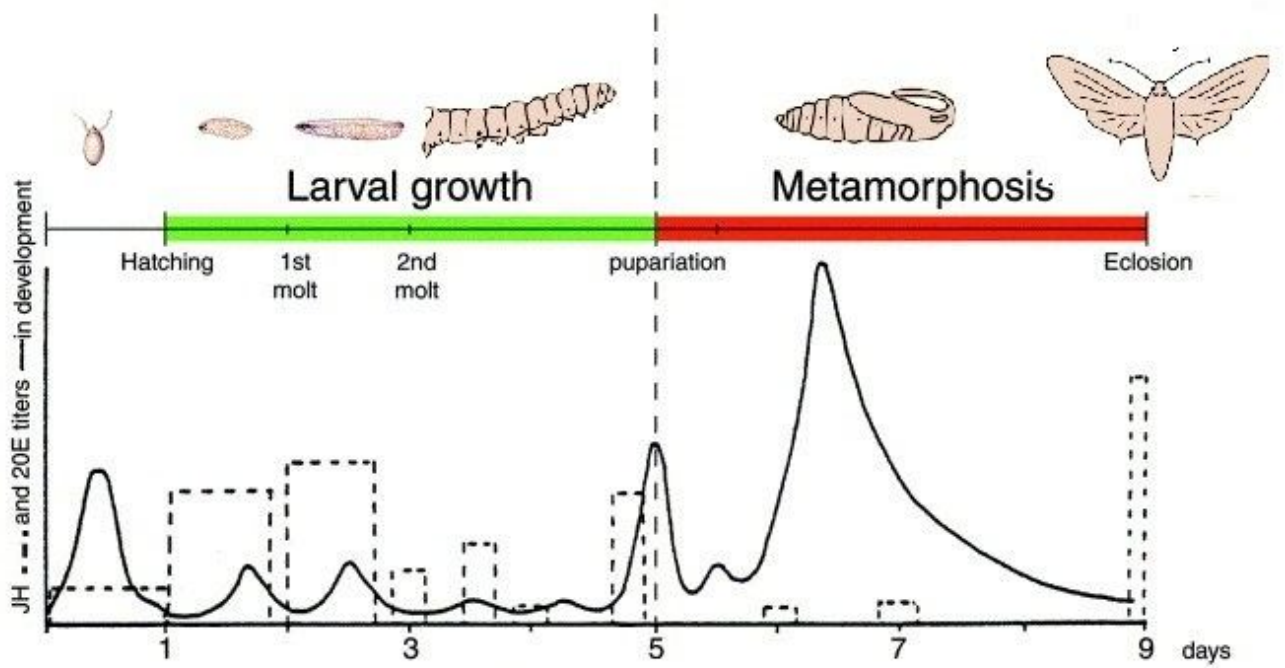 Larval growth
Metamorphosis
Hatching
1st
molt
2nd
molt
pupariation
Eclosion
JH and 20E titers in development
1
3
5
7
9
days